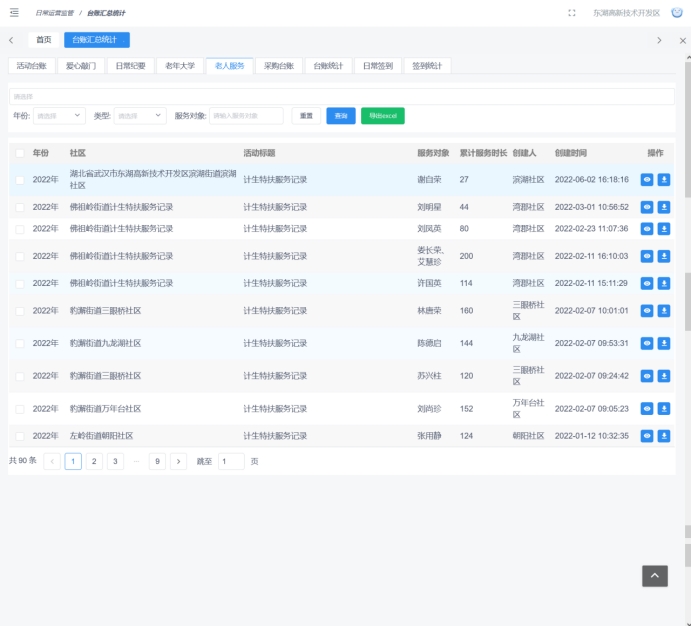 日常运营监管 / 台账汇总统计 东湖高新技术开发区
首页 台账汇总统计
活动台账 爱心敲门 日常纪要 老年大学 老人服务 采购台账 台账统计 日常签到 签到统计
请选择
年份: 请选择 类型: 请选择 服务对象: 请输入服务对象 重置 查询 导出excel
年份 社区 活动标题 服务对象 累计服务时长 创建人 创建时间 操作
2022年 湖北省武汉市东湖高新技术开发区滨湖街道滨湖社区 计生特扶服务记录 谢白荣 27 滨湖社区 2022-06-02 16:18:16
2022年 佛祖岭街道计生特扶服务记录 计生特扶服务记录 刘明星 44 湾郡社区 2022-03-01 10:56:52
2022年 佛祖岭街道计生特扶服务记录 计生特扶服务记录 刘凤英 80 湾郡社区 2022-02-23 11:07:36
2022年 佛祖岭街道计生特扶服务记录 计生特扶服务记录 娄长荣、艾慧珍 200 湾郡社区 2022-02-11 16:10:03
2022年 佛祖岭街道计生特扶服务记录 计生特扶服务记录 许国英 114 湾郡社区 2022-02-11 15:11:29
2022年 豹澥街道三眼桥社区 计生特扶服务记录 林唐荣 160 三眼桥社区 2022-02-07 10:01:01
2022年 豹澥街道九龙湖社区 计生特扶服务记录 陈德启 144 九龙湖社区 2022-02-07 09:53:31
2022年 豹澥街道三眼桥社区 计生特扶服务记录 苏兴柱 120 三眼桥社区 2022-02-07 09:24:42
2022年 豹澥街道万年台社区 计生特扶服务记录 刘尚珍 152 万年台社区 2022-02-07 09:05:23
2022年 左岭街道朝阳社区 计生特扶服务记录 张用静 124 朝阳社区 2022-01-12 10:32:35
共 90 条 1 2 3 ··· 9 跳至 1 页